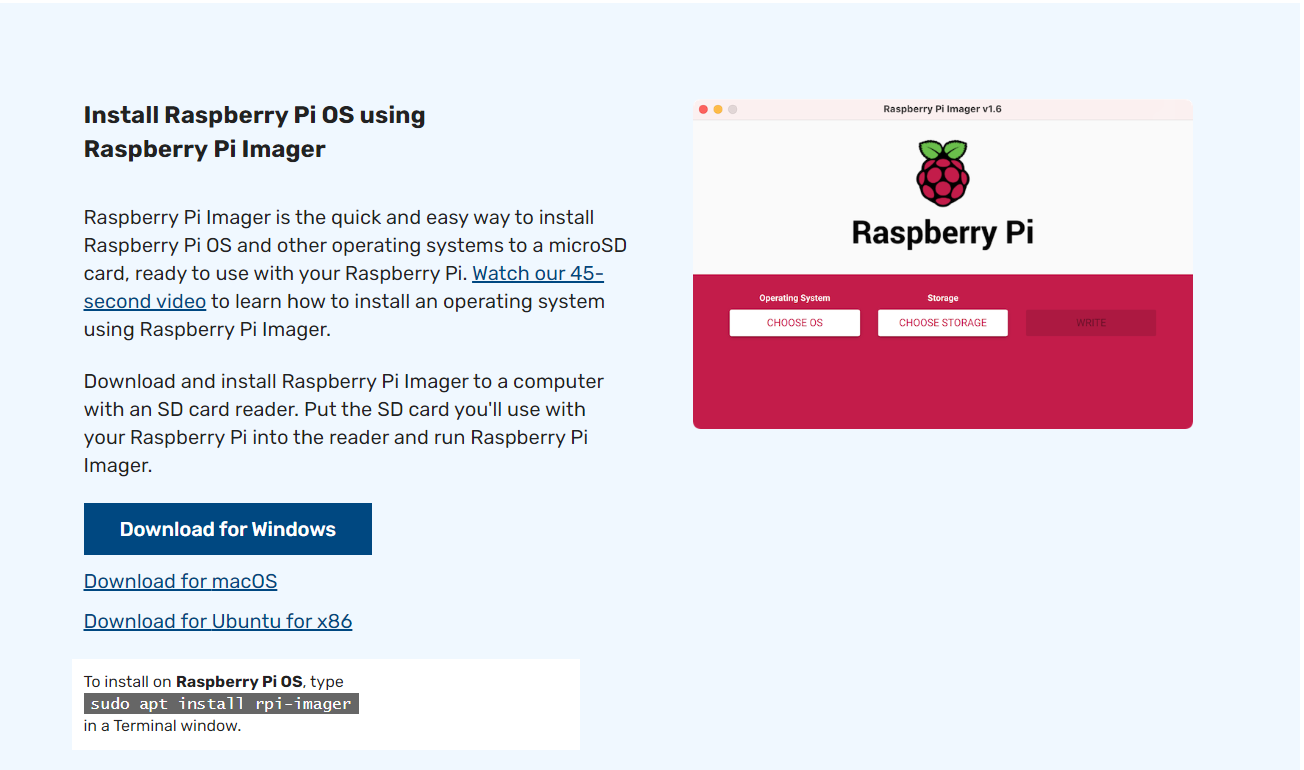 Install Raspberry Pi OS using
Raspberry Pi Imager
Raspberry Pi Imager is the quick and easy way to install
Raspberry Pi OS and other operating systems to a microSD
card, ready to use with your Raspberry Pi. Watch our 45-
second video to learn how to install an operating system
using Raspberry Pi Imager.
Download and install Raspberry Pi Imager to a computer
with an SD card reader. Put the SD card you'll use with
your Raspberry Pi into the reader and run Raspberry Pi
Imager.
Download for Windows
Download for macOS
Download for Ubuntu for x86
To install on Raspberry Pi OS, type
sudo apt install rpi-imager
in a Terminal window.
Raspberry Pi Imager v1.6
Raspberry Pi
Operating System Storage
CHOOSE OS CHOOSE STORAGE WRITE